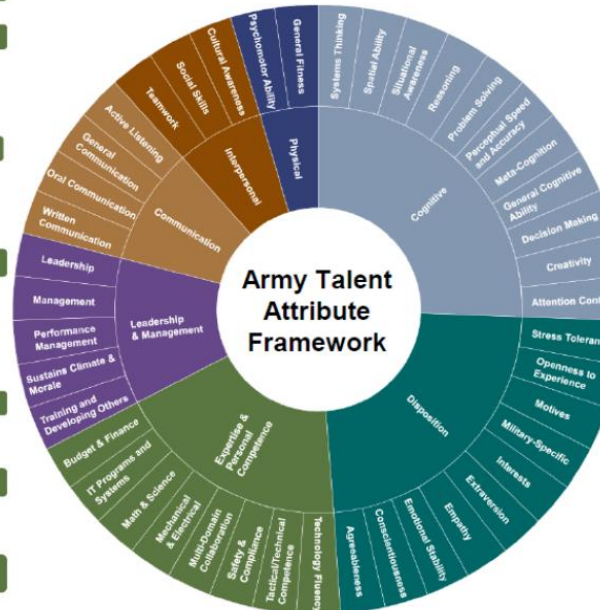 Army Talent
Attribute
Framework
Cognitive
Systems Thinking
Spatial Ability
Situational
Awareness
Reasoning
Problem Solving
Perceptual Speed
and Accuracy
Meta-Cognition
General Cognitive
Ability
Decision Making
Creativity
Attention Cont
Disposition
Stress Toleran
Openness to
Experience
Motives
Military-Specific
Interests
Extraversion
Empathy
Emotional Stability
Conscientiousness
Agreeableness
Expertise &
Personal
Competence
Technology Fluency
Tactical/Technical
Competence
Safety &
Compliance
Multi-Domain
Collaboration
Mechanical
& Electrical
Math & Science
IT Programs and
Systems
Budget & Finance
Leadership
& Management
Training and
Developing Others
Sustains Climate &
Morale
Performance
Management
Management
Leadership
Communication
Written
Communication
Oral Communication
General
Communication
Active Listening
Interpersonal
Teamwork
Social Skills
Cultural Awareness
Physical
Psychomotor Ability
General Fitness